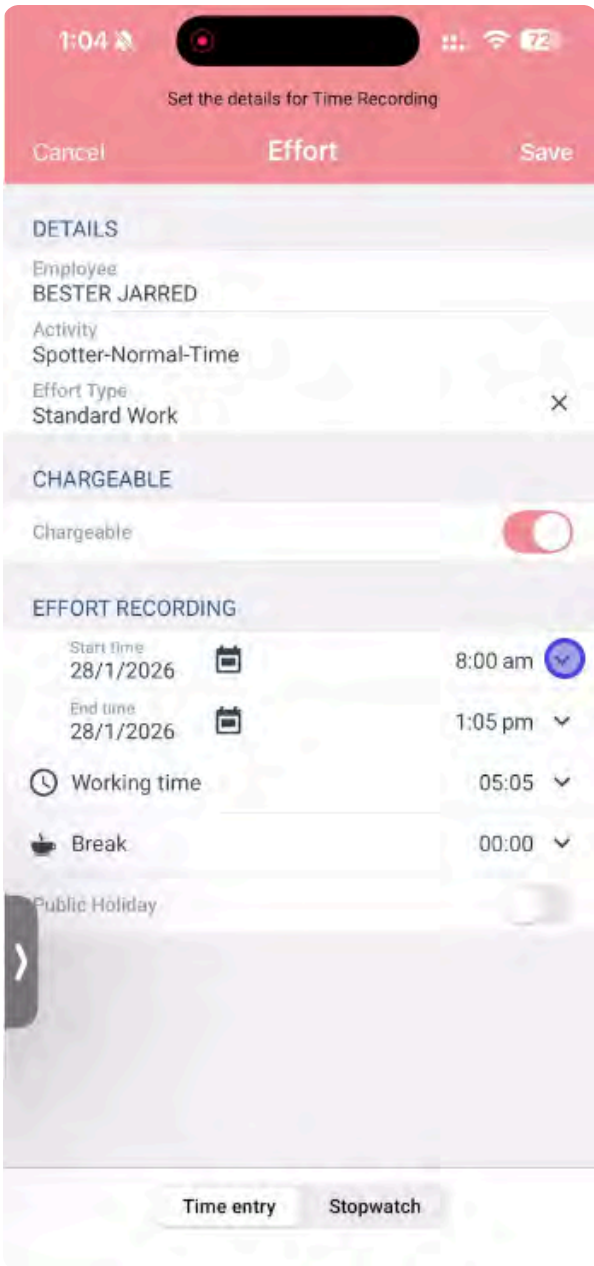 1:04
72
Set the details for Time Recording
Cancel Effort Save
DETAILS
Employee
BESTER JARRED
Activity
Spotter-Normal-Time
Effort Type
Standard Work
CHARGEABLE
Chargeable
EFFORT RECORDING
Start time
28/1/2026 8:00 am
End time
28/1/2026 1:05 pm
Working time 05:05
Break 00:00
Public Holiday
Time entry Stopwatch